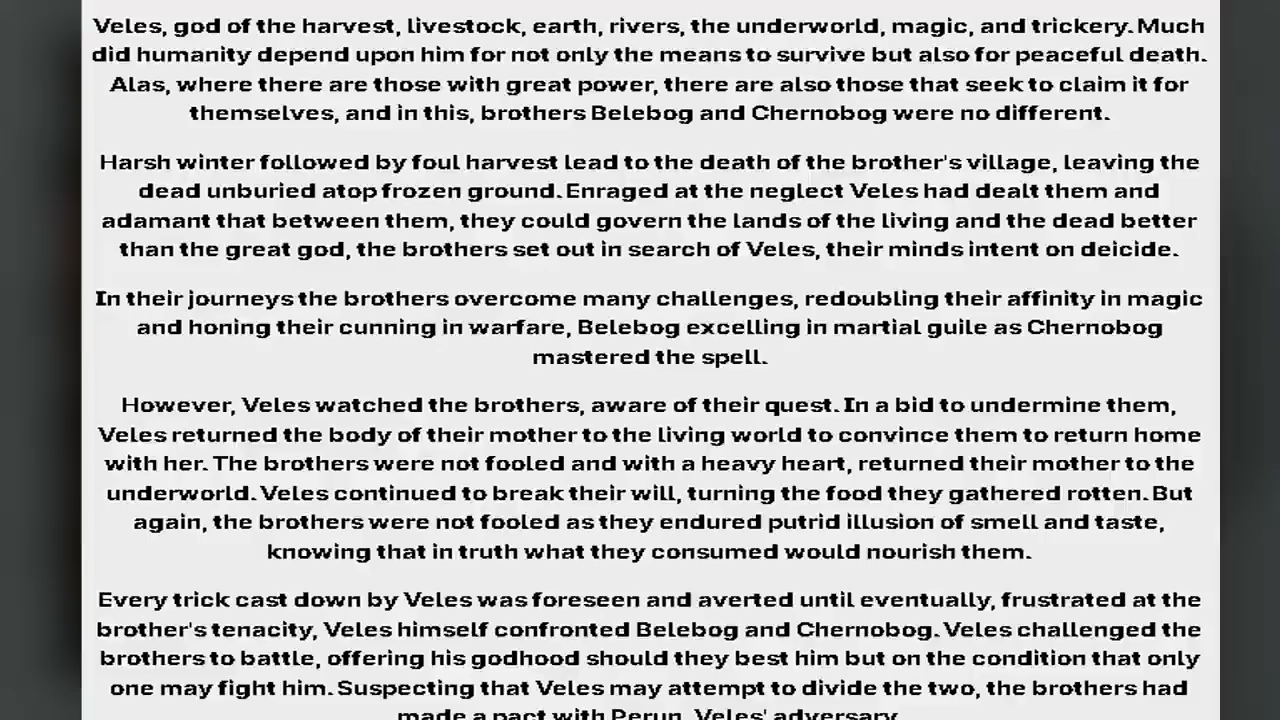 Veles, god of the harvest, livestock, earth, rivers, the underworld, magic, and trickery. Much
did humanity depend upon him for not only the means to survive but also for peaceful death.
Alas, where there are those with great power, there are also those that seek to claim it for
themselves, and in this, brothers Belebog and Chernobog were no different.
Harsh winter followed by foul harvest lead to the death of the brother's village, leaving the
dead unburied atop frozen ground. Enraged at the neglect Veles had dealt them and
adamant that between them, they could govern the lands of the living and the dead better
than the great god, the brothers set out in search of Veles, their minds intent on deicide.
In their journeys the brothers overcome many challenges, redoubling their affinity in magic
and honing their cunning in warfare, Belebog excelling in martial guile as Chernobog
mastered the spell.
However, Veles watched the brothers, aware of their quest. In a bid to undermine them,
Veles returned the body of their mother to the living world to convince them to return home
with her. The brothers were not fooled and with a heavy heart, returned their mother to the
underworld. Veles continued to break their will, turning the food they gathered rotten. But
again, the brothers were not fooled as they endured putrid illusion of smell and taste,
knowing that in truth what they consumed would nourish them.
Every trick cast down by Veles was foreseen and averted until eventually, frustrated at the
brother's tenacity, Veles himself confronted Belebog and Chernobog. Veles challenged the
brothers to battle, offering his godhood should they best him but on the condition that only
one may fight him. Suspecting that Veles may attempt to divide the two, the brothers had
made a pact with Perun, Veles' adversary.